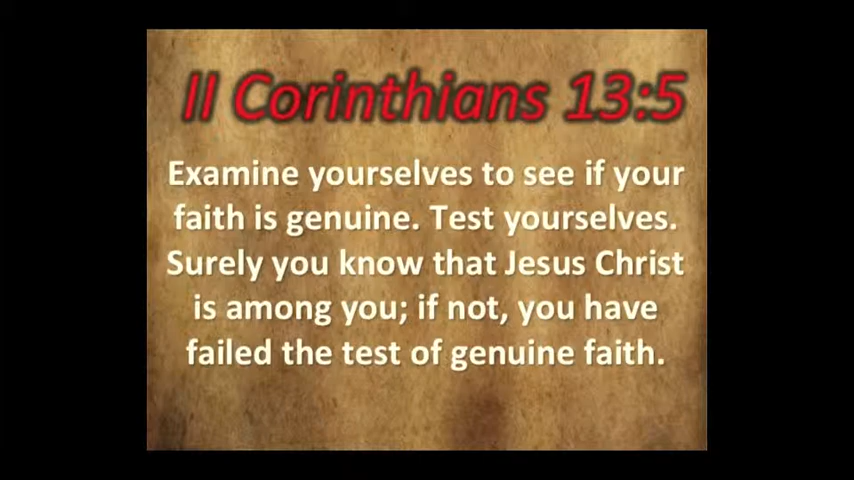 II Corinthians 13:5
Examine yourselves to see if your
faith is genuine. Test yourselves.
Surely you know that Jesus Christ
is among you; if not, you have
failed the test of genuine faith.